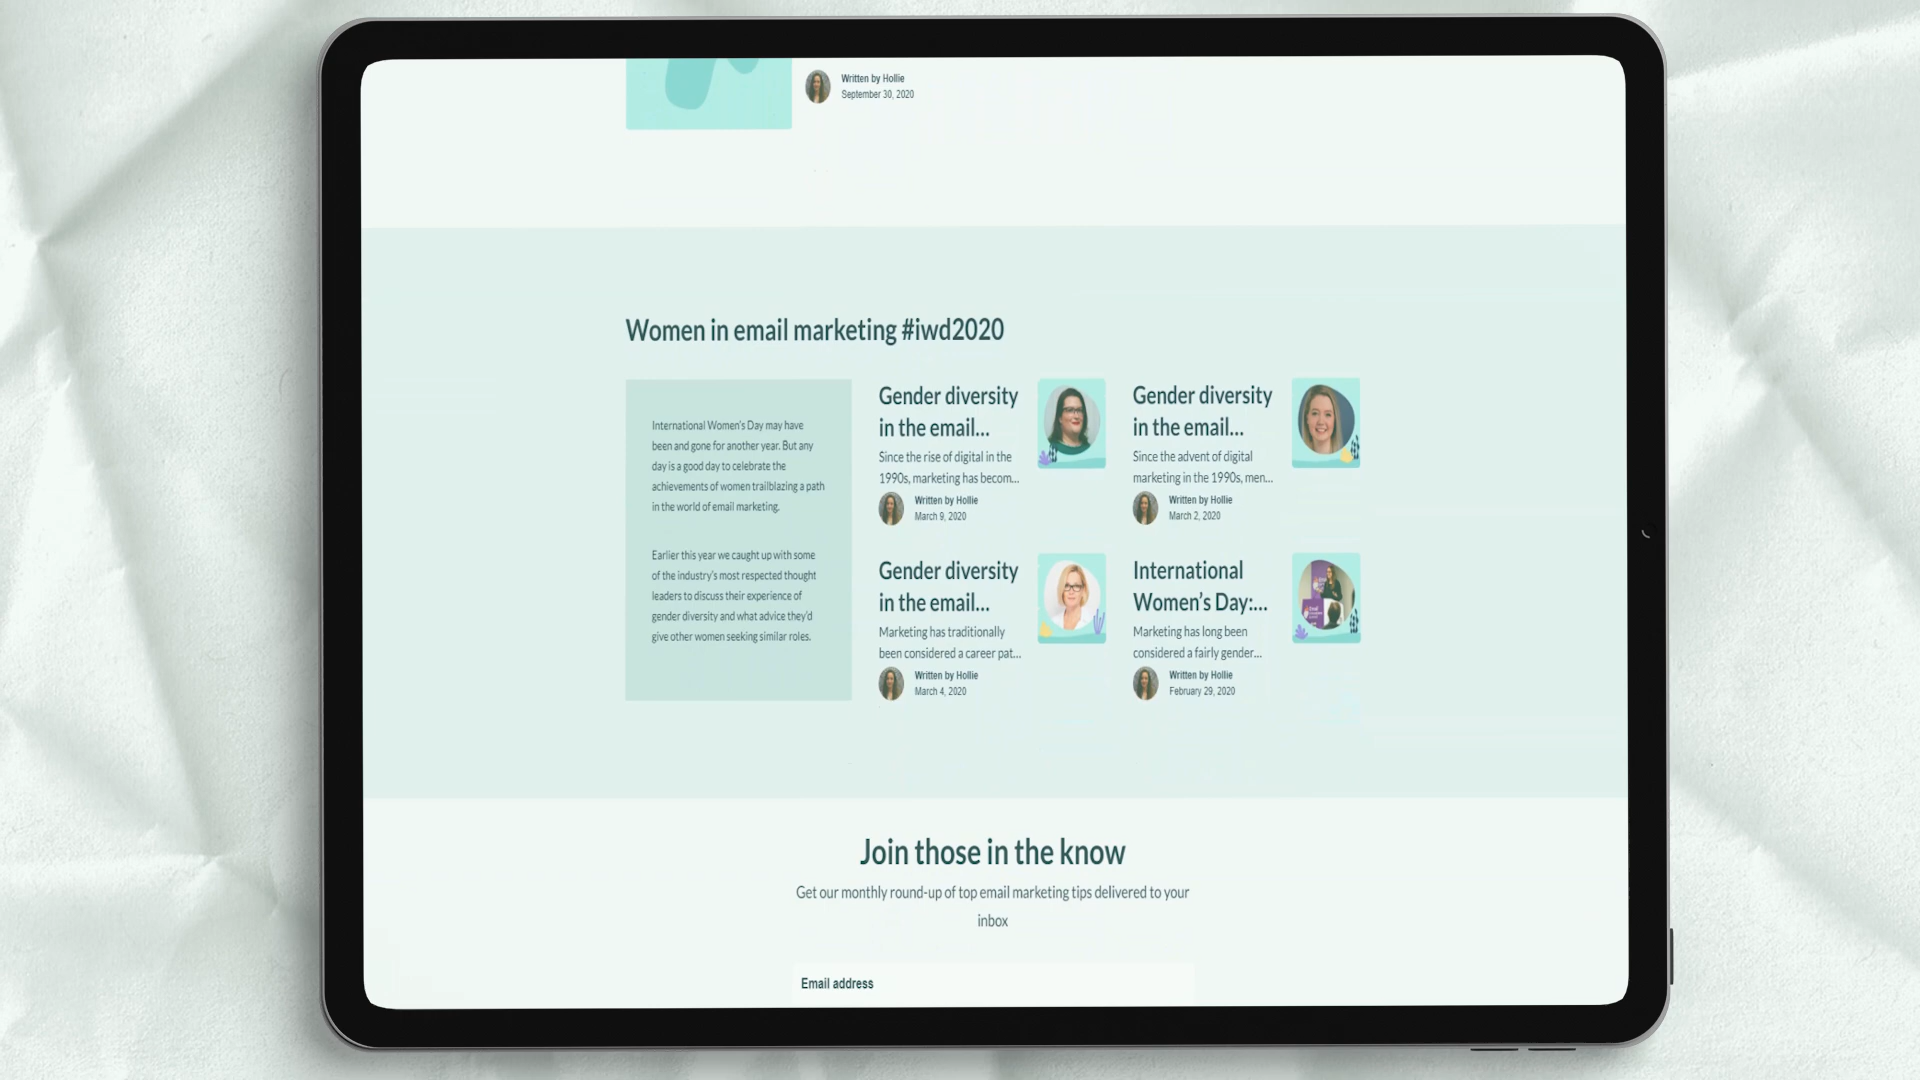 Written by Hollie
September 30, 2020
Women in email marketing #iwd2020
International Women's Day may have
been and gone for another year. But any
day is a good day to celebrate the
achievements of women trailblazing a path
in the world of email marketing.
Earlier this year we caught up with some
of the industry's most respected thought
leaders to discuss their experience of
gender diversity and what advice they'd
give other women seeking similar roles.
Gender diversity
in the email...
Since the rise of digital in the
1990s, marketing has becom...
Written by Hollie
March 9, 2020
Gender diversity
in the email...
Since the advent of digital
marketing in the 1990s, men...
Written by Hollie
March 2, 2020
Gender diversity
in the email...
Marketing has traditionally
been considered a career pat...
Written by Hollie
March 4, 2020
International
Women's Day:...
Marketing has long been
considered a fairly gender...
Written by Hollie
February 29, 2020
Join those in the know
Get our monthly round-up of top email marketing tips delivered to your
inbox
Email address